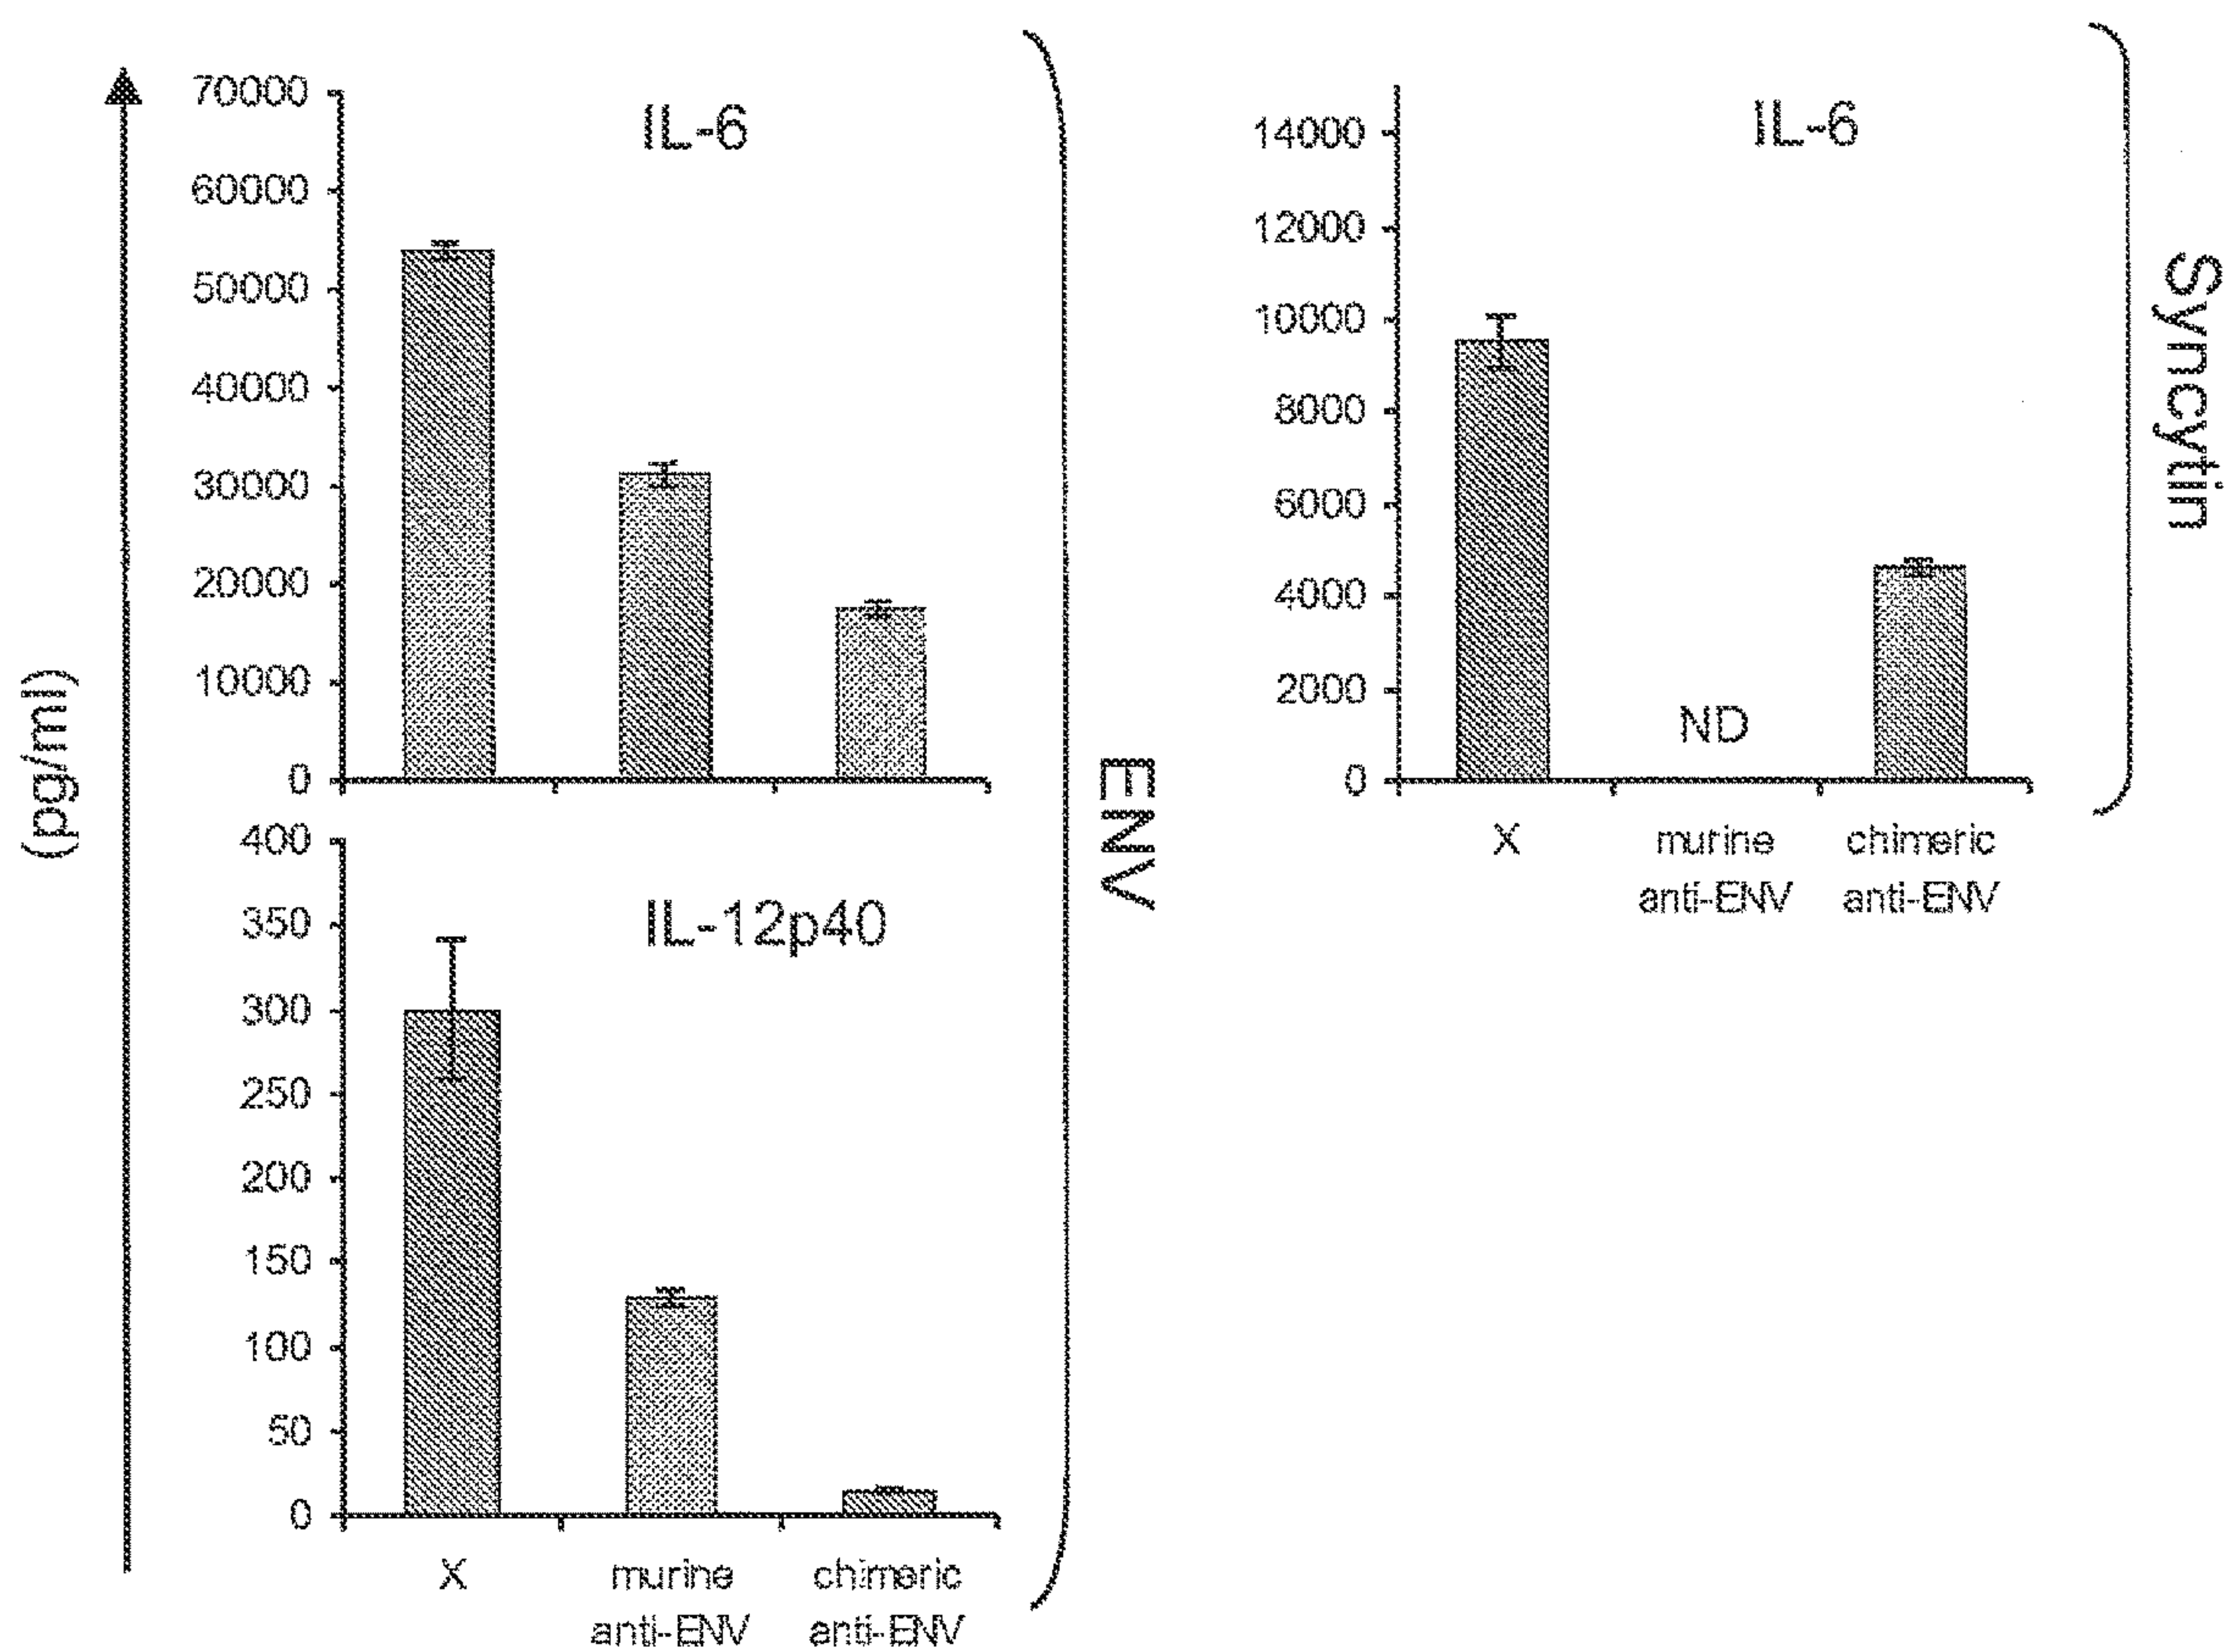 (pg/ml)
IL-6
70000
60000
50000
40000
30000
20000
10000
0
IL-12p40
400
350
300
250
200
150
100
50
0
X
murine
anti-ENV
chimeric
anti-ENV
ENV
IL-6
14000
12000
10000
8000
6000
4000
2000
0
ND
X
murine
anti-ENV
chimeric
anti-ENV
Syncytin